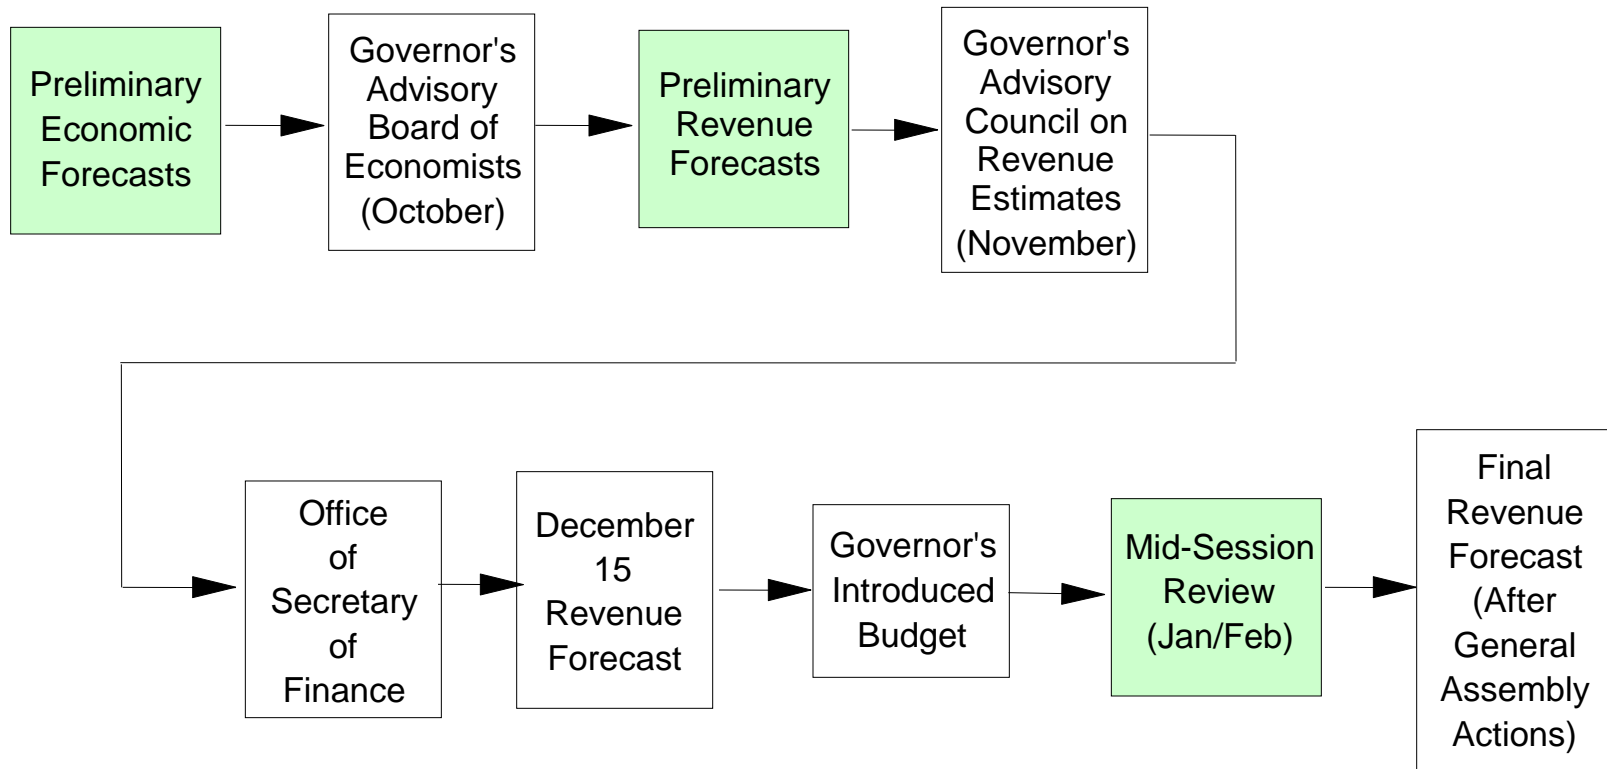 Preliminary
Economic
Forecasts
Governor's
Advisory
Board of
Economists
(October)
Preliminary
Revenue
Forecasts
Governor's
Advisory
Council on
Revenue
Estimates
(November)
Office
of
Secretary
of
Finance
December
15
Revenue
Forecast
Governor's
Introduced
Budget
Mid-Session
Review
(Jan/Feb)
Final
Revenue
Forecast
(After
General
Assembly
Actions)